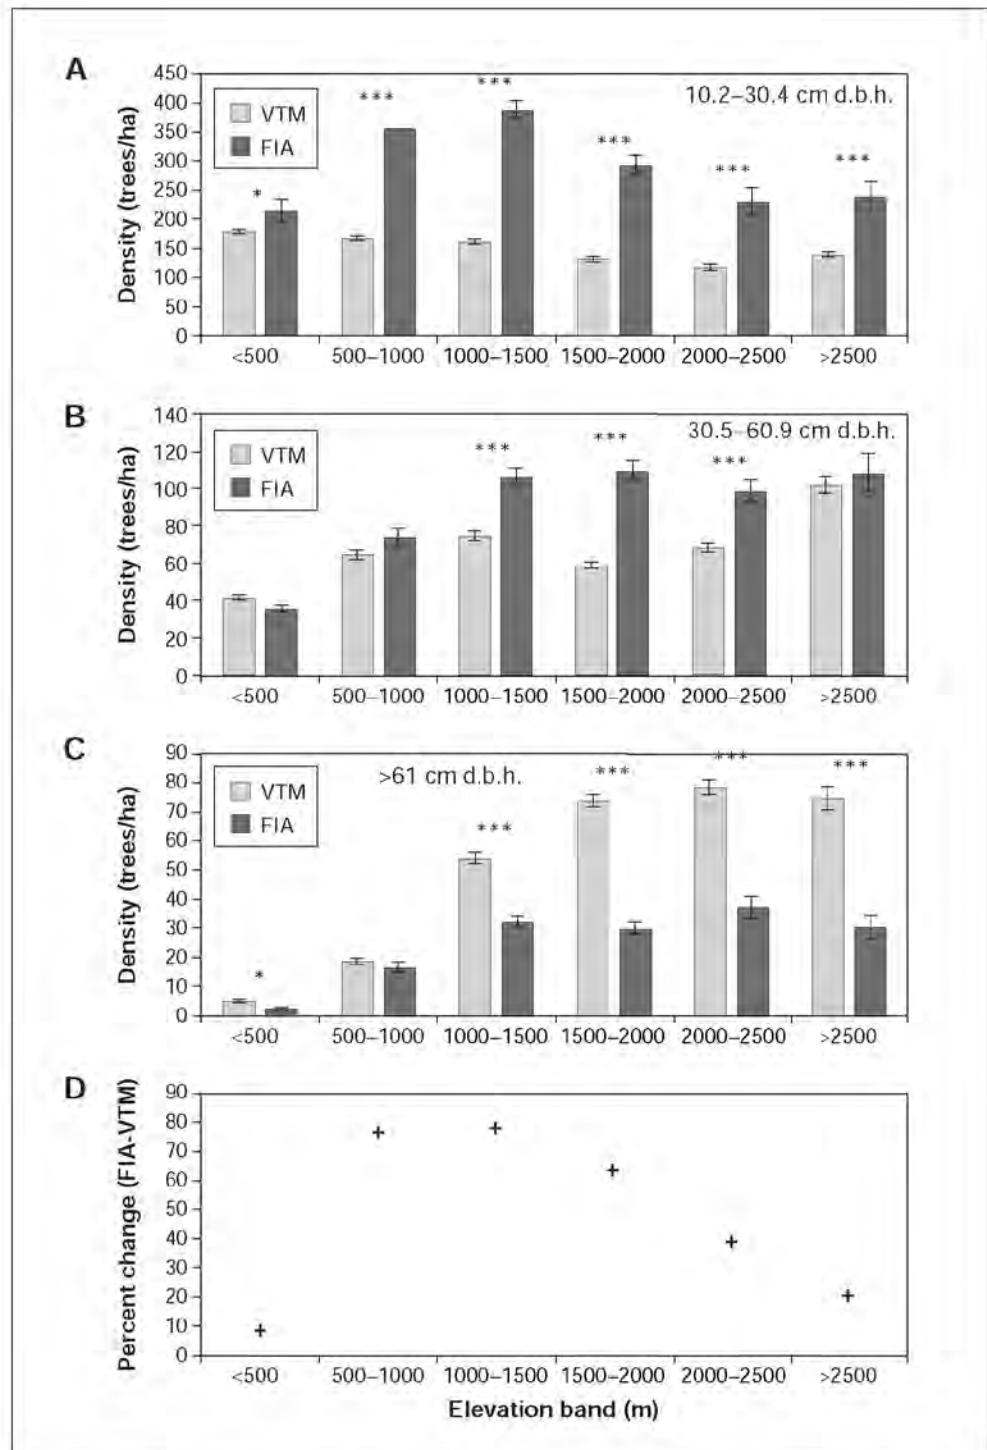 A
450
400
350
300
250
200
150
100
50
0
Density (trees/ha)
VTM
FIA
10.2–30.4 cm d.b.h.
* *** *** *** *** ***
<500 500–1000 1000–1500 1500–2000 2000–2500 >2500
B
140
120
100
80
60
40
20
0
Density (trees/ha)
VTM
FIA
30.5–60.9 cm d.b.h.
*** *** ***
<500 500–1000 1000–1500 1500–2000 2000–2500 >2500
C
90
80
70
60
50
40
30
20
10
0
Density (trees/ha)
VTM
FIA
>61 cm d.b.h.
* *** *** *** ***
<500 500–1000 1000–1500 1500–2000 2000–2500 >2500
D
90
80
70
60
50
40
30
20
10
0
Percent change (FIA-VTM)
<500 500–1000 1000–1500 1500–2000 2000–2500 >2500
Elevation band (m)